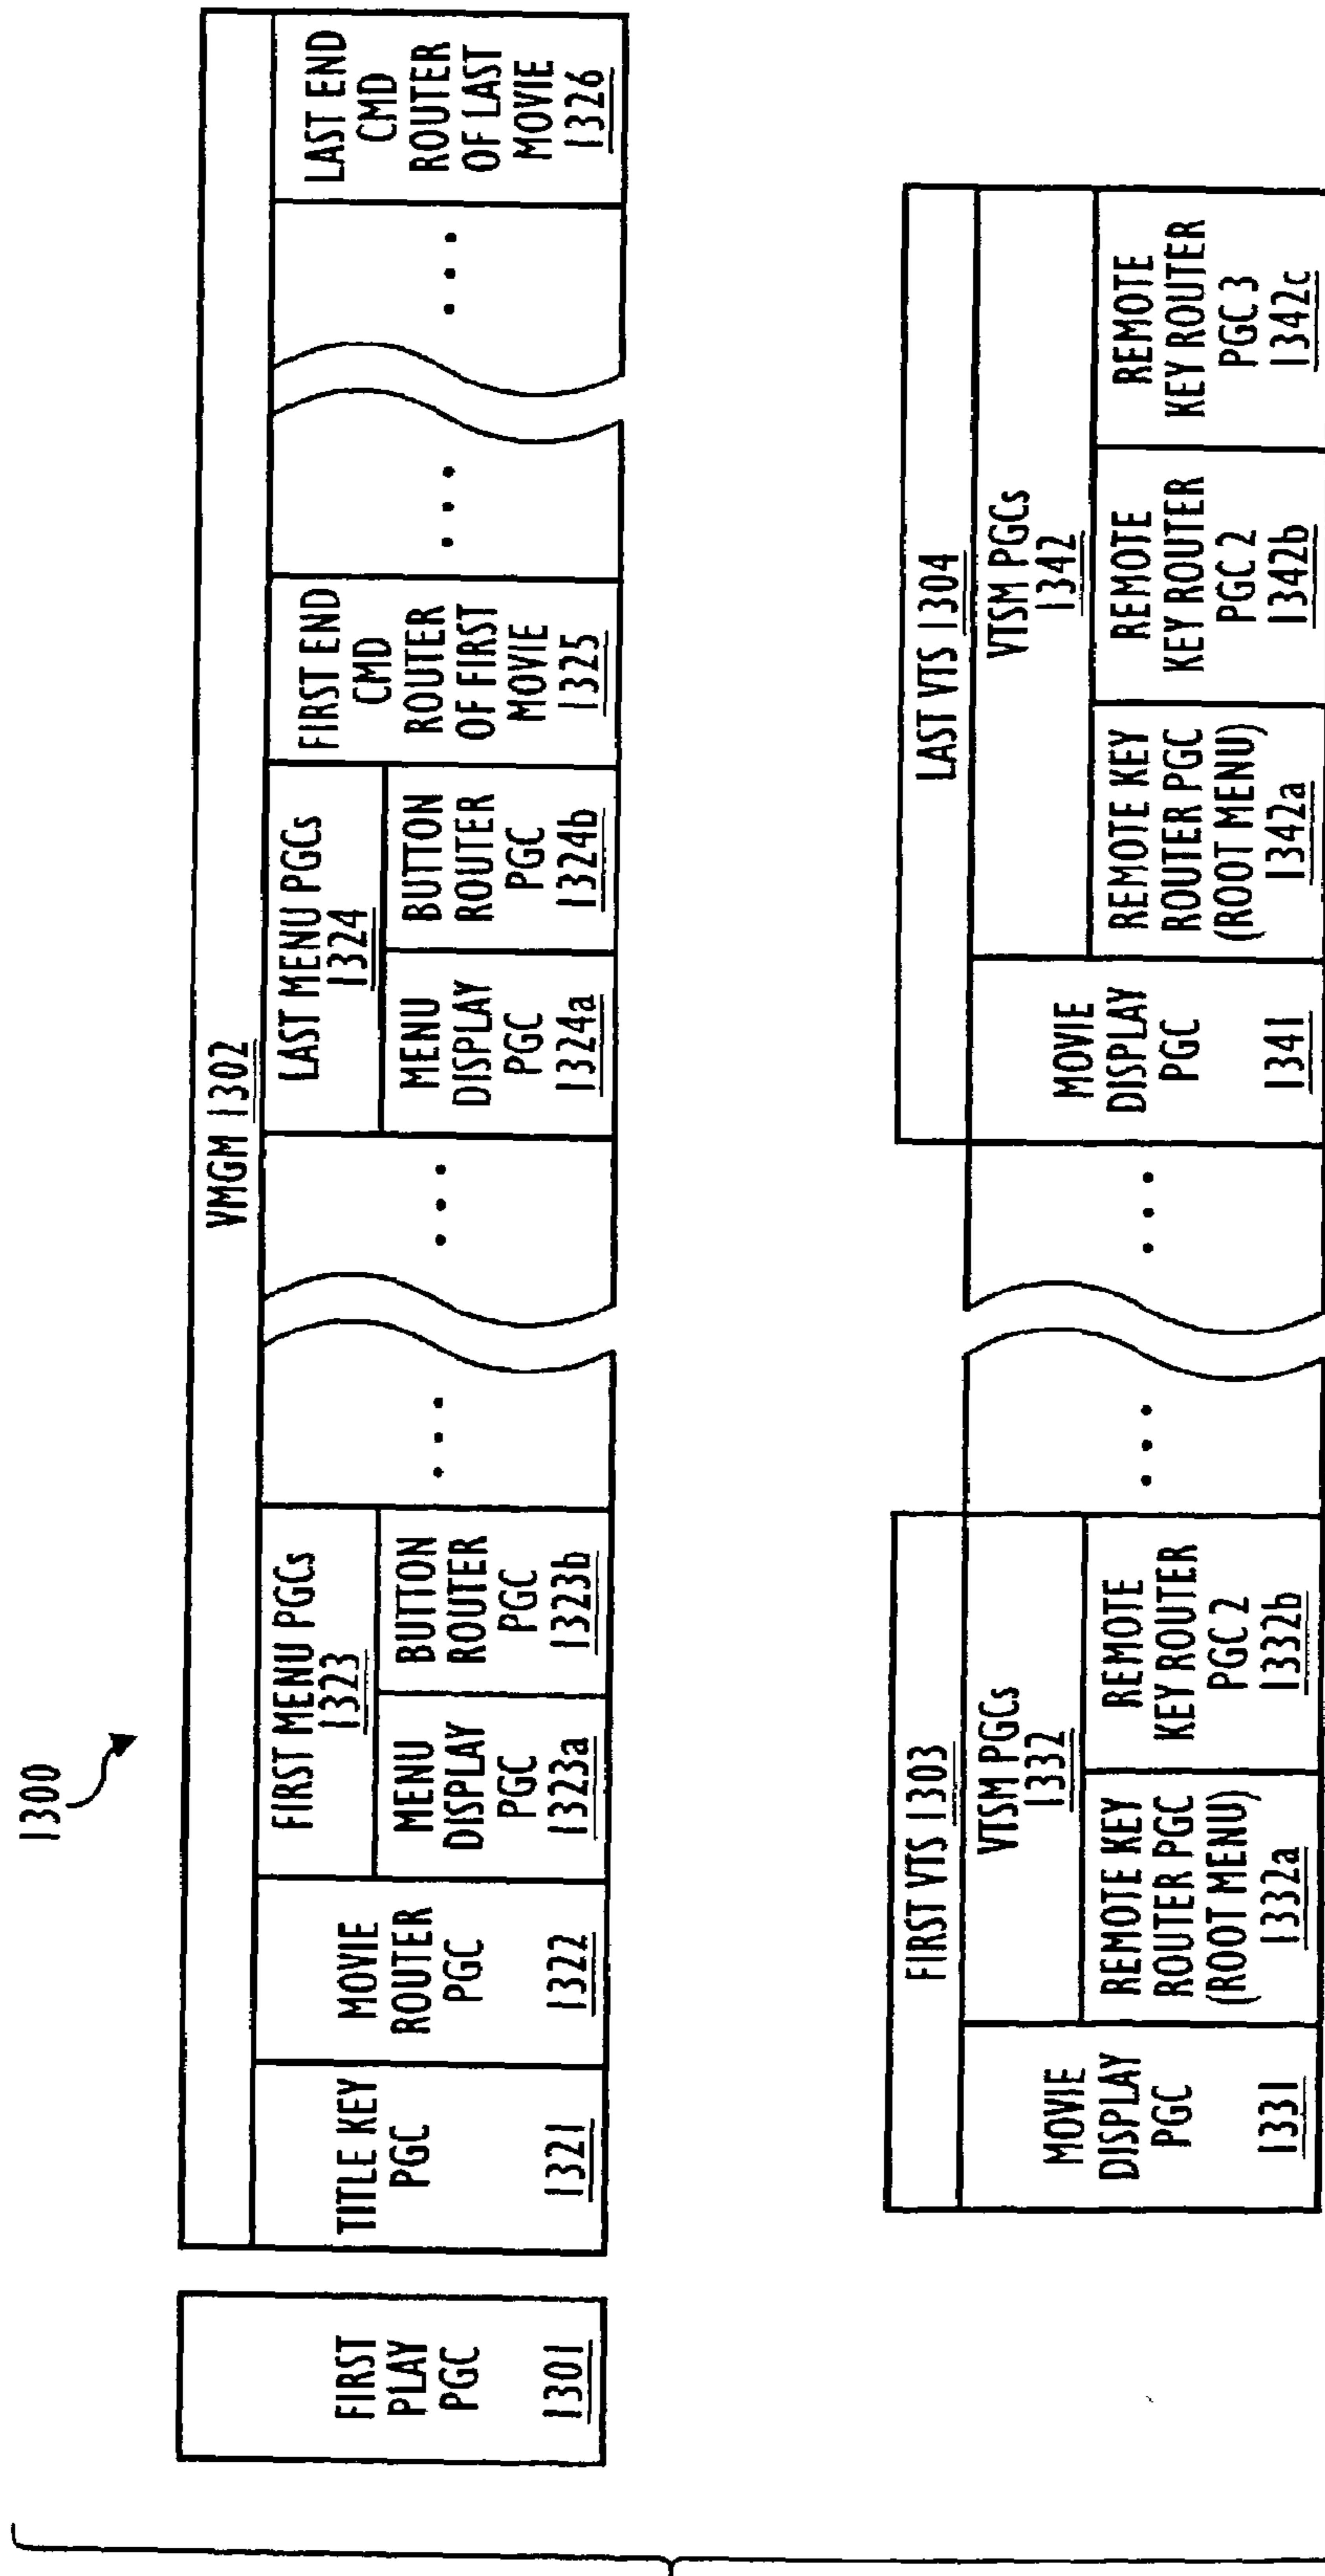 1300
FIRST
PLAY
PGC
1301
VMGM 1302
TITLE KEY
PGC
1321
MOVIE
ROUTER
PGC
1322
FIRST MENU PGCs
1323
MENU
DISPLAY
PGC
1323a
BUTTON
ROUTER
PGC
1323b
...
...
LAST MENU PGCs
1324
MENU
DISPLAY
PGC
1324a
BUTTON
ROUTER
PGC
1324b
FIRST END
CMD
ROUTER
OF FIRST
MOVIE
1325
...
...
LAST END
CMD
ROUTER
OF LAST
MOVIE
1326
FIRST VTS 1303
MOVIE
DISPLAY
PGC
1331
VTSM PGCs
1332
REMOTE KEY
ROUTER PGC
(ROOT MENU)
1332a
REMOTE
KEY ROUTER
PGC 2
1332b
...
...
LAST VTS 1304
MOVIE
DISPLAY
PGC
1341
VTSM PGCs
1342
REMOTE KEY
ROUTER PGC
(ROOT MENU)
1342a
REMOTE
KEY ROUTER
PGC 2
1342b
REMOTE
KEY ROUTER
PGC 3
1342c